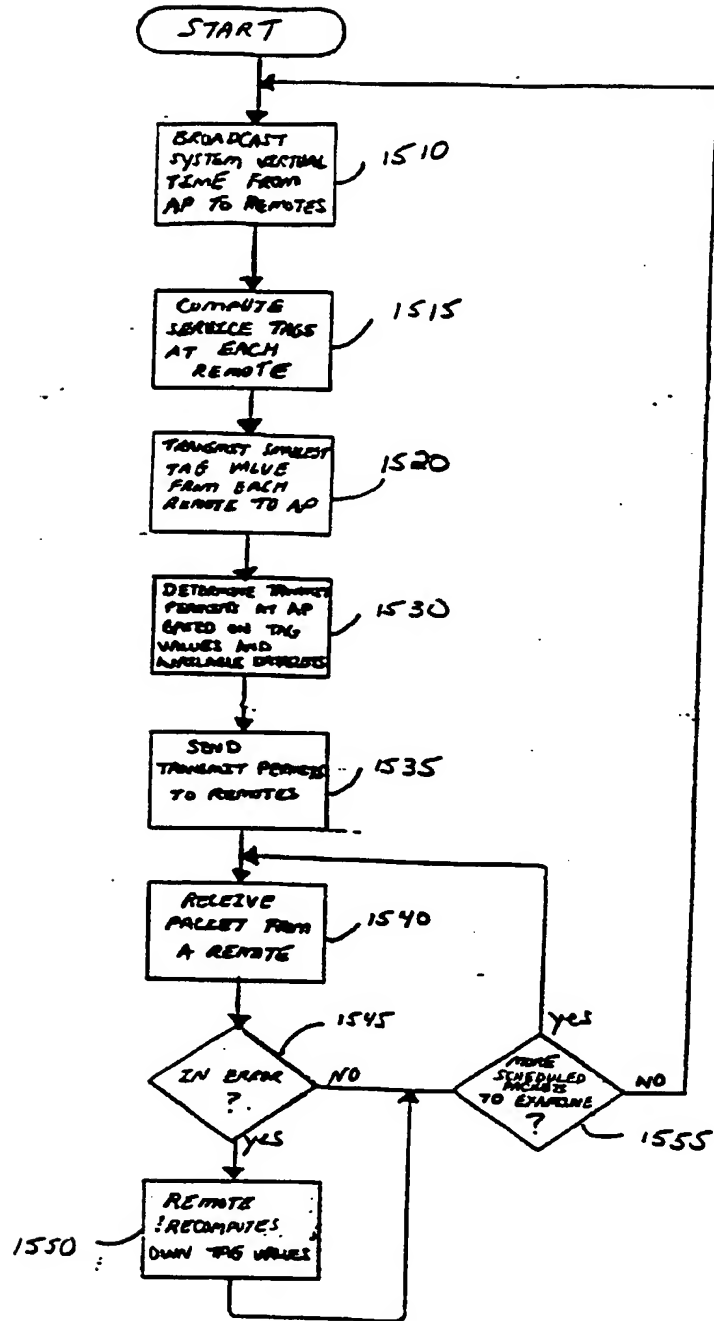 START
BROADCAST
SYSTEM VIRTUAL
TIME FROM
AP TO REMOTES
1510
COMPUTE
SERVICE TAGS
AT EACH
REMOTE
1515
TRANSMIT SMALLEST
TAG VALUE
FROM EACH
REMOTE TO AP
1520
DETERMINE TRANSMIT
PERMITS AT AP
BASED ON TAG
VALUES AND
AVAILABLE DATASLOTS
1530
SEND
TRANSMIT PERMITS
TO REMOTES
1535
RECEIVE
PACKET FROM
A REMOTE
1540
1545
IN ERROR
?
NO
yes
MORE
SCHEDULED
PACKETS
TO EXAMINE
?
yes
NO
1555
REMOTE
RECOMPUTES
OWN TAG VALUES
1550